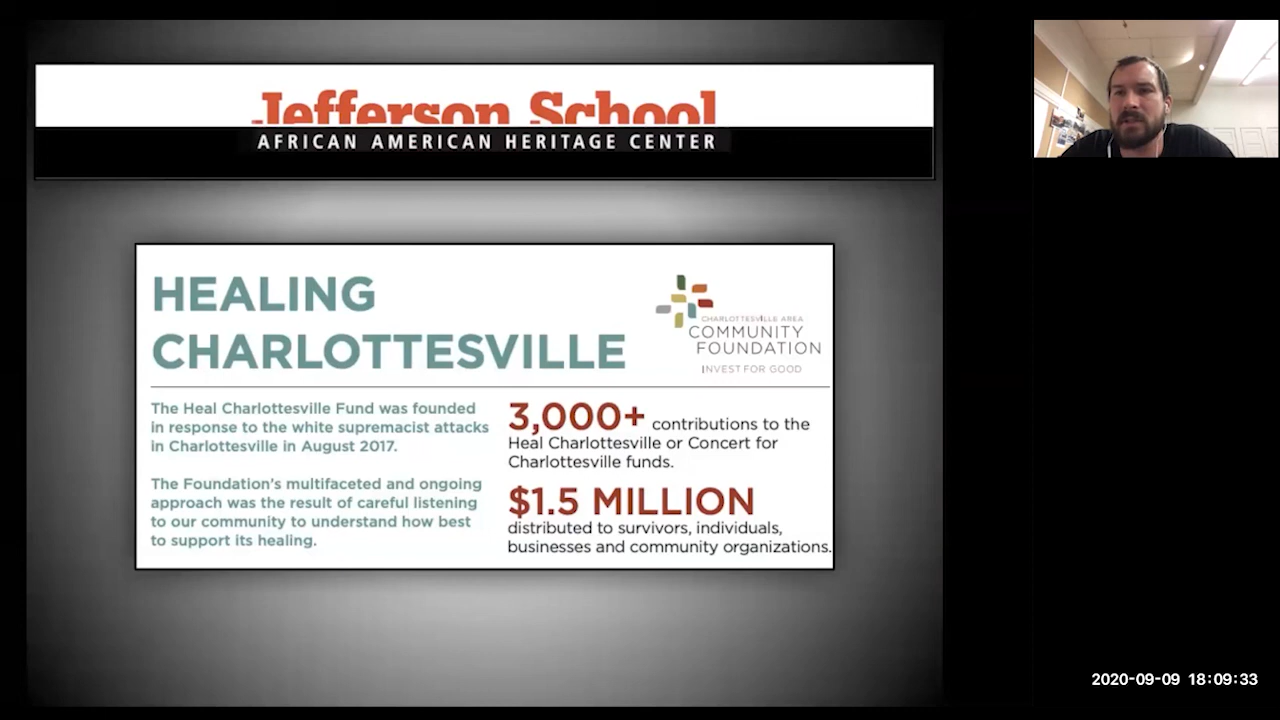 Jefferson School
AFRICAN AMERICAN HERITAGE CENTER
HEALING
CHARLOTTESVILLE
CHARLOTTESVILLE AREA
COMMUNITY
FOUNDATION
INVEST FOR GOOD
The Heal Charlottesville Fund was founded
in response to the white supremacist attacks
in Charlottesville in August 2017.
The Foundation's multifaceted and ongoing
approach was the result of careful listening
to our community to understand how best
to support its healing.
3,000+ contributions to the
Heal Charlottesville or Concert for
Charlottesville funds.
$1.5 MILLION
distributed to survivors, individuals,
businesses and community organizations.
2020-09-09 18:09:33